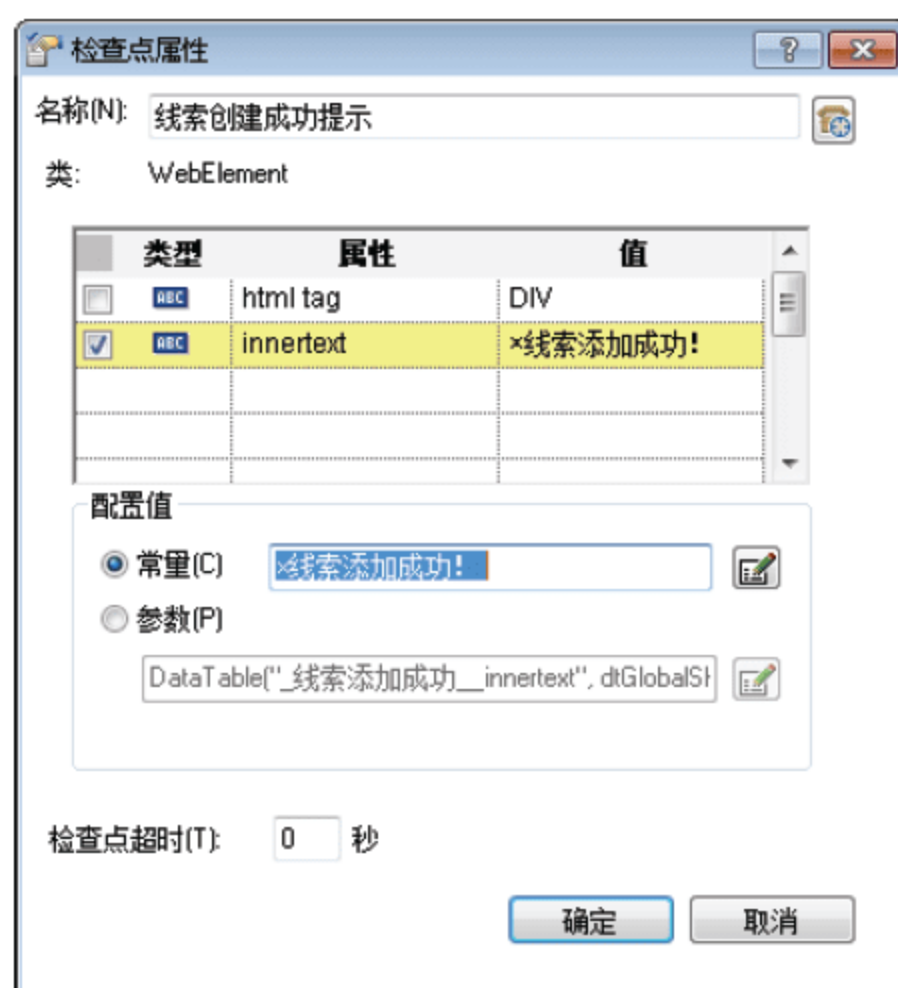 检查点属性
名称(N): 线索创建成功提示
类: WebElement
类型 属性 值
ABC html tag DIV
ABC innertext ×线索添加成功!
配置值
常量(C) ×线索添加成功!
参数(P)
DataTable("_线索添加成功__innertext", dtGlobalSl
检查点超时(T): 0 秒
确定 取消